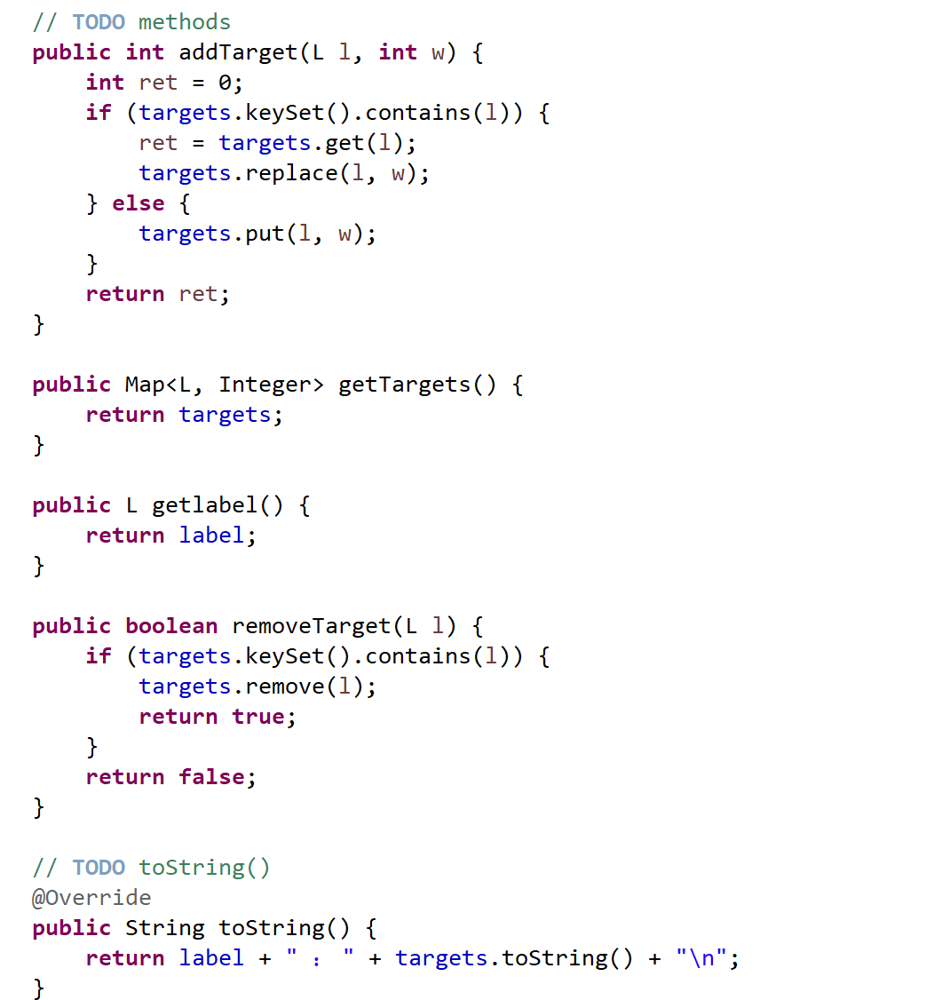 // TODO methods
public int addTarget(L l, int w) {
    int ret = 0;
    if (targets.keySet().contains(l)) {
        ret = targets.get(l);
        targets.replace(l, w);
    } else {
        targets.put(l, w);
    }
    return ret;
}

public Map<L, Integer> getTargets() {
    return targets;
}

public L getlabel() {
    return label;
}

public boolean removeTarget(L l) {
    if (targets.keySet().contains(l)) {
        targets.remove(l);
        return true;
    }
    return false;
}

// TODO toString()
@Override
public String toString() {
    return label + " : " + targets.toString() + "\n";
}